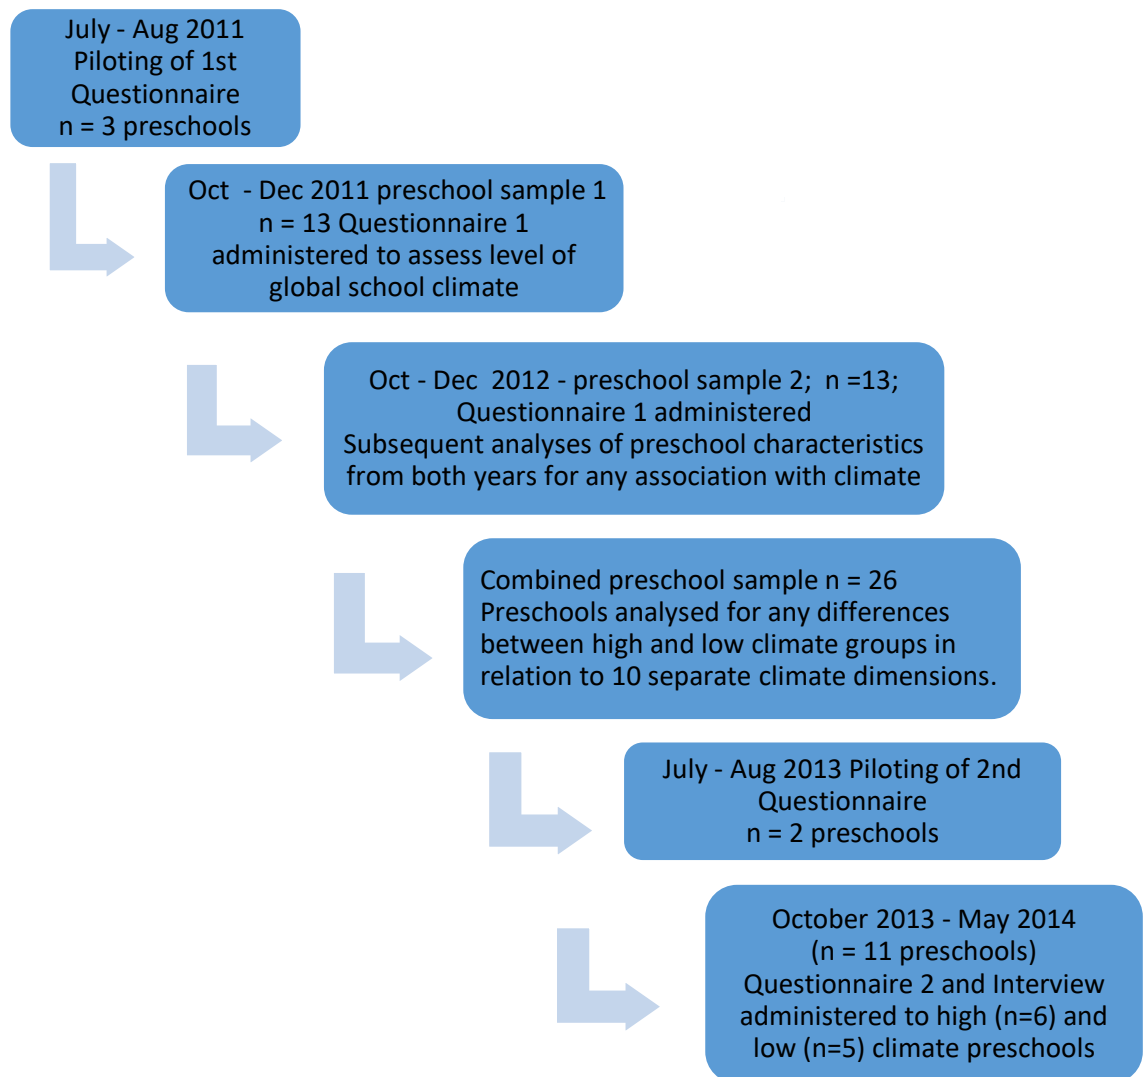 July - Aug 2011
Piloting of 1st
Questionnaire
n = 3 preschools
Oct - Dec 2011 preschool sample 1
n = 13 Questionnaire 1
administered to assess level of
global school climate
Oct - Dec 2012 - preschool sample 2; n =13;
Questionnaire 1 administered
Subsequent analyses of preschool characteristics
from both years for any association with climate
Combined preschool sample n = 26
Preschools analysed for any differences
between high and low climate groups in
relation to 10 separate climate dimensions.
July - Aug 2013 Piloting of 2nd
Questionnaire
n = 2 preschools
October 2013 - May 2014
(n = 11 preschools)
Questionnaire 2 and Interview
administered to high (n=6) and
low (n=5) climate preschools